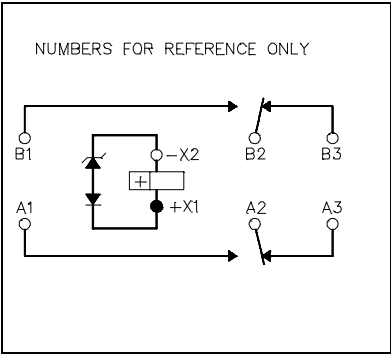 NUMBERS FOR REFERENCE ONLY
B1
-X2
B2
B3
+
A1
+X1
A2
A3